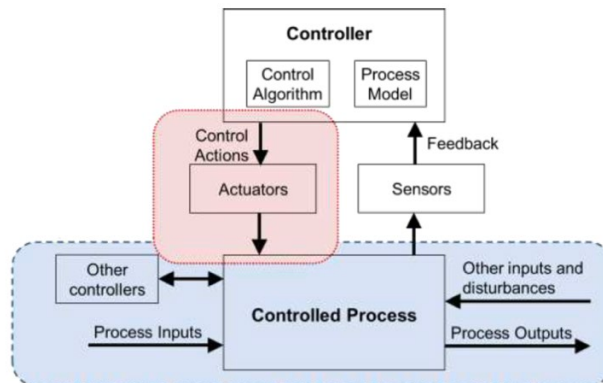 Controller
Control
Algorithm
Process
Model
Control
Actions
Feedback
Actuators
Sensors
Other
controllers
Other inputs and
disturbances
Controlled Process
Process Inputs
Process Outputs